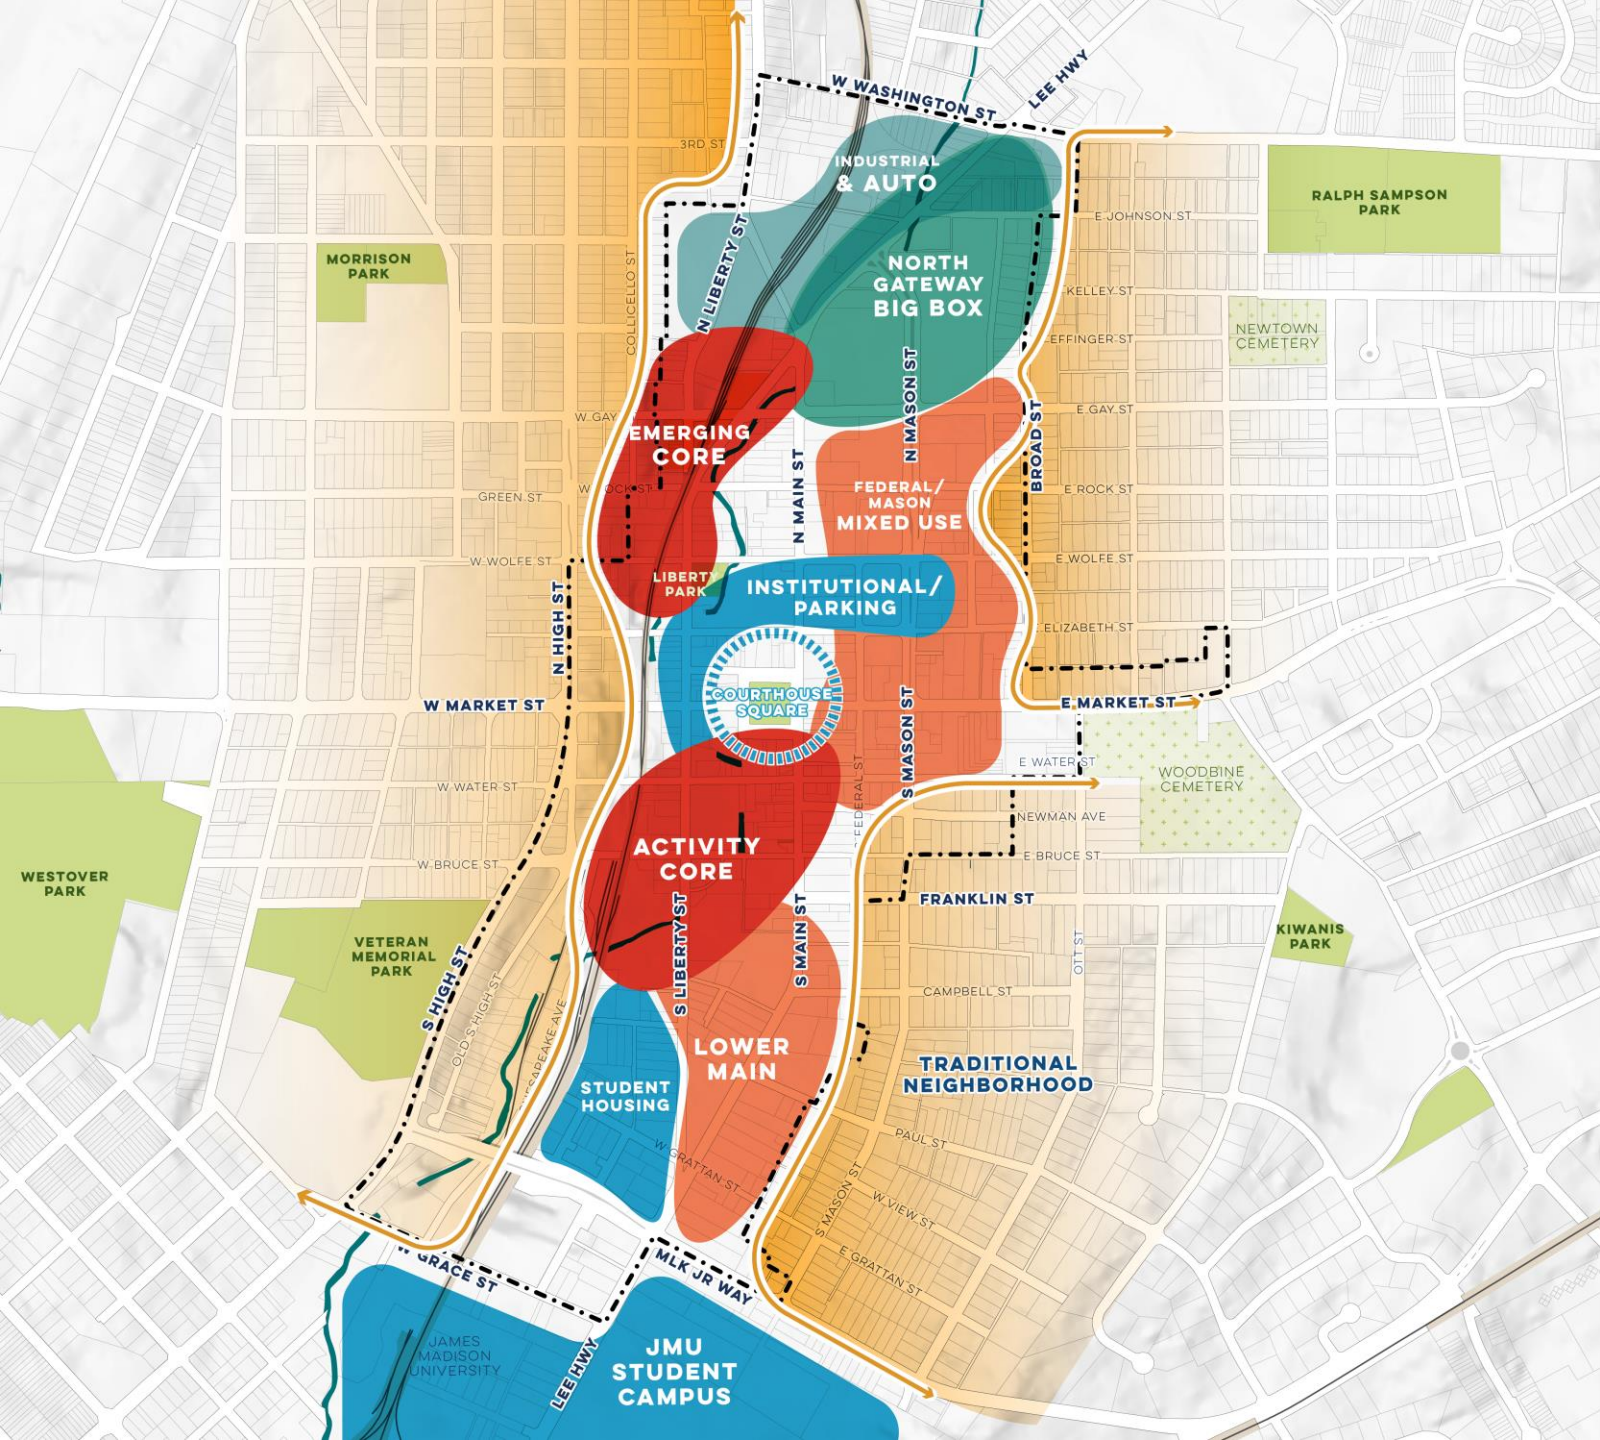 W WASHINGTON ST
LEE HWY
3RD ST
INDUSTRIAL
& AUTO
RALPH SAMPSON
PARK
E JOHNSON ST
MORRISON
PARK
COLLICELLO ST
N LIBERTY ST
NORTH
GATEWAY
BIG BOX
KELLEY ST
EFFINGER ST
NEWTOWN
CEMETERY
W GAY
EMERGING
CORE
N MASON ST
BROAD ST
E GAY ST
GREEN ST
W ROCK ST
N MAIN ST
FEDERAL/
MASON
MIXED USE
E ROCK ST
W WOLFE ST
E WOLFE ST
LIBERTY
PARK
INSTITUTIONAL/
PARKING
N HIGH ST
ELIZABETH ST
W MARKET ST
COURTHOUSE
SQUARE
S MASON ST
E MARKET ST
W WATER ST
FEDERAL ST
E WATER ST
WOODBINE
CEMETERY
NEWMAN AVE
ACTIVITY
CORE
W BRUCE ST
E BRUCE ST
WESTOVER
PARK
FRANKLIN ST
VETERAN
MEMORIAL
PARK
S LIBERTY ST
S MAIN ST
OTT ST
KIWANIS
PARK
S HIGH ST
OLD S HIGH ST
CHESAPEAKE AVE
CAMPBELL ST
LOWER
MAIN
TRADITIONAL
NEIGHBORHOOD
STUDENT
HOUSING
W GRATTAN ST
PAUL ST
S MASON ST
W VIEW ST
E GRATTAN ST
W GRACE ST
MLK JR WAY
JAMES
MADISON
UNIVERSITY
LEE HWY
JMU
STUDENT
CAMPUS